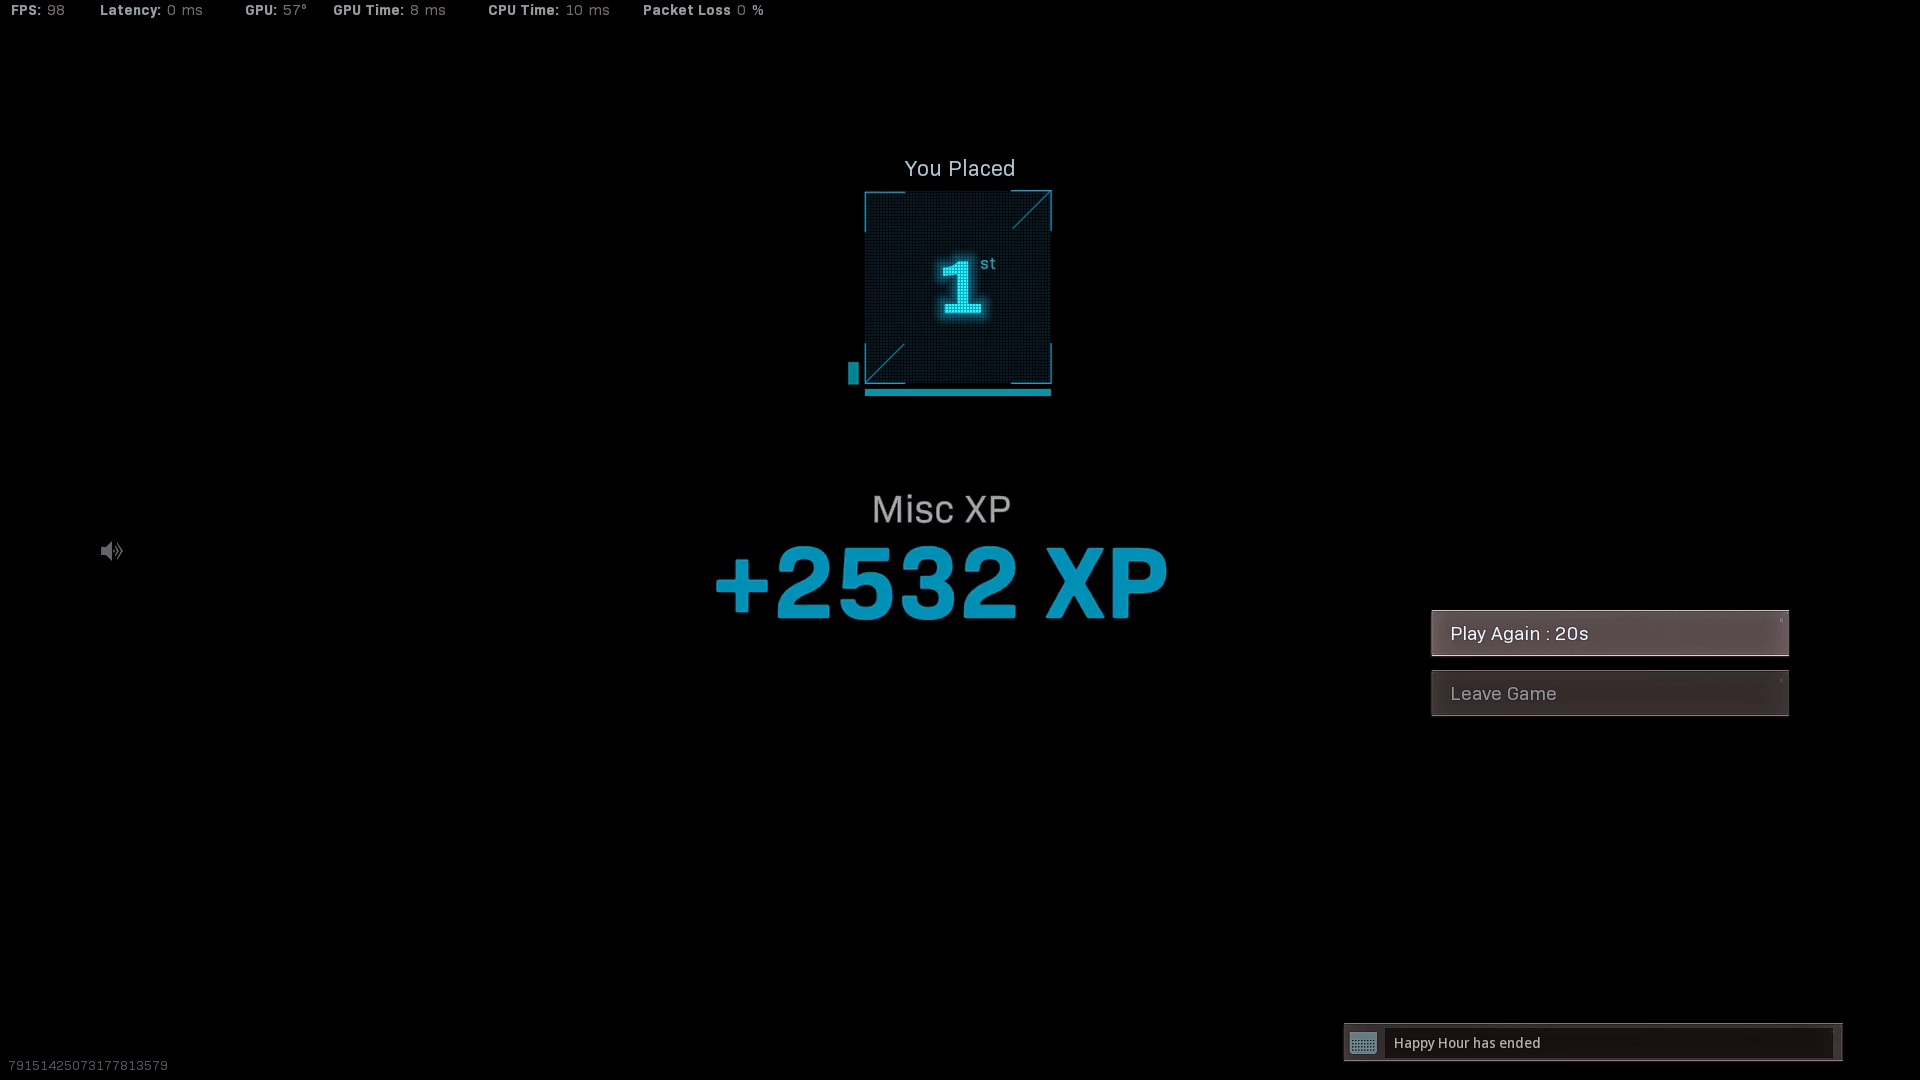 FPS: 98 Latency: 0 ms GPU: 57° GPU Time: 8 ms CPU Time: 10 ms Packet Loss 0 %
You Placed
1st
Misc XP
+2532 XP
Play Again : 20s
Leave Game
Happy Hour has ended
79151425073177813579